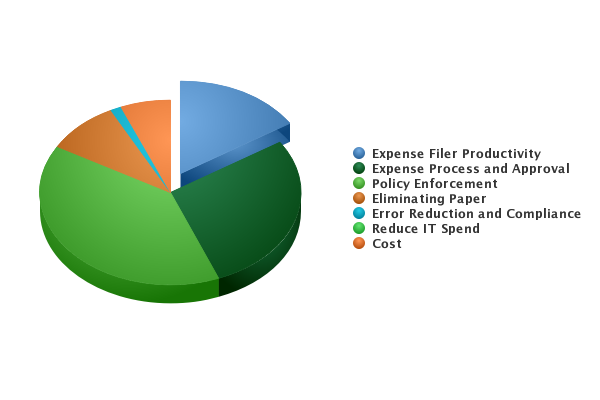 Expense Filer Productivity
Expense Process and Approval
Policy Enforcement
Eliminating Paper
Error Reduction and Compliance
Reduce IT Spend
Cost